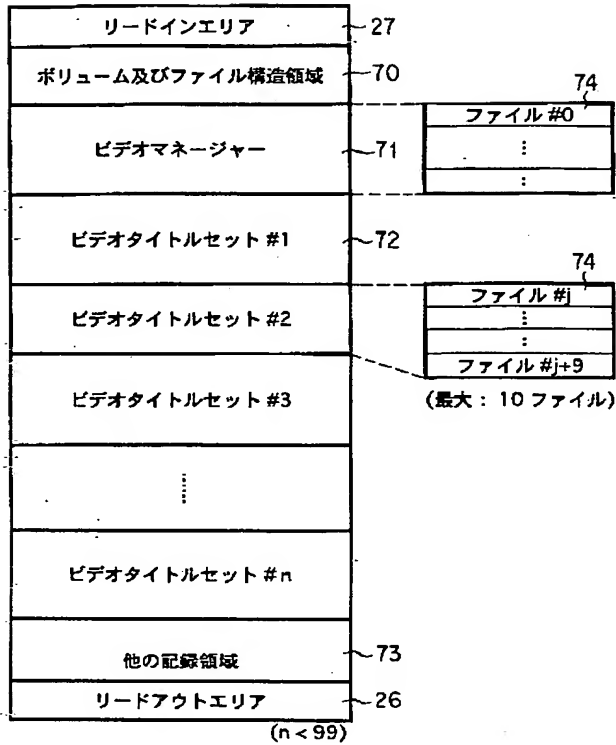 リードインエリア 27
ボリューム及びファイル構造領域 70
ビデオマネージャー 71
74
ファイル #0
⋮
:
ビデオタイトルセット #1 72
ビデオタイトルセット #2
74
ファイル #j
⋮
:
ファイル #j+9
(最大: 10 ファイル)
ビデオタイトルセット #3
⋮
ビデオタイトルセット #n
他の記録領域 73
リードアウトエリア 26
(n<99)